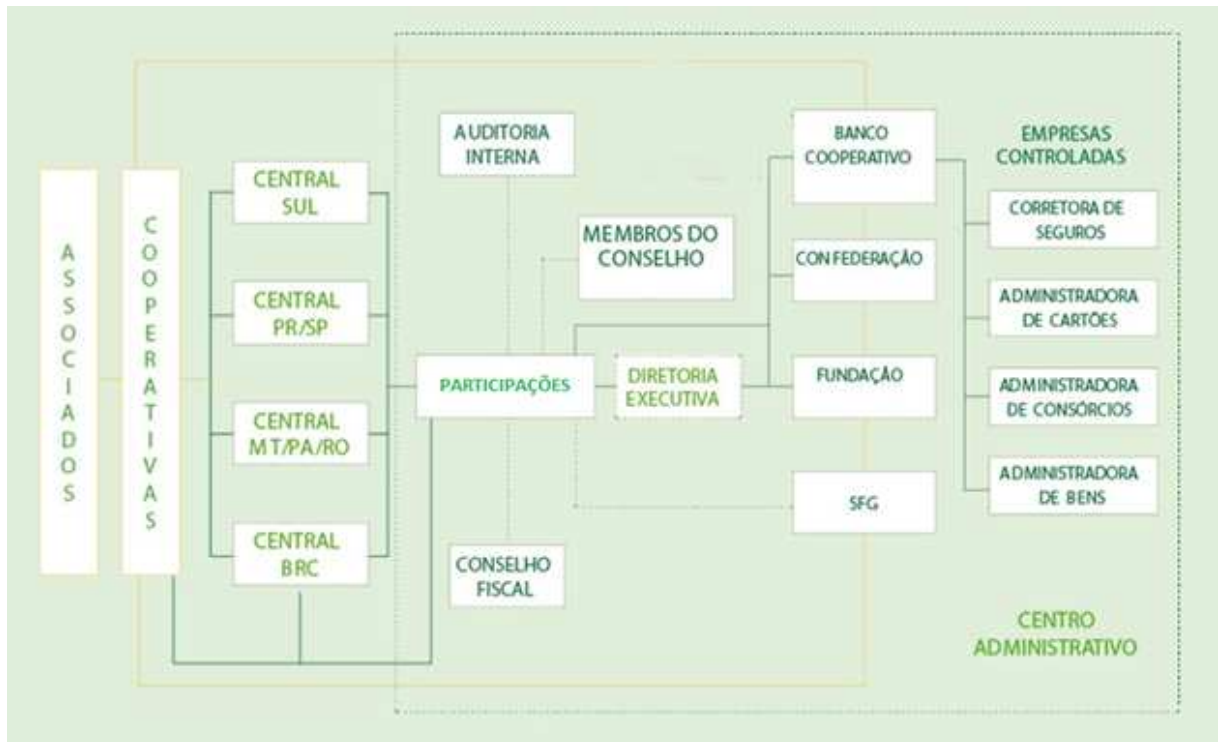 ASSOCIADOS
COOPERATIVAS
CENTRAL
SUL
CENTRAL
PR/SP
CENTRAL
MT/PA/RO
CENTRAL
BRC
AUDITORIA
INTERNA
MEMBROS DO
CONSELHO
PARTICIPAÇÕES
DIRETORIA
EXECUTIVA
CONSELHO
FISCAL
BANCO
COOPERATIVO
CONFEDERAÇÃO
FUNDAÇÃO
SFG
EMPRESAS
CONTROLADAS
CORRETORA DE
SEGUROS
ADMINISTRADORA
DE CARTÕES
ADMINISTRADORA
DE CONSÓRCIOS
ADMINISTRADORA
DE BENS
CENTRO
ADMINISTRATIVO